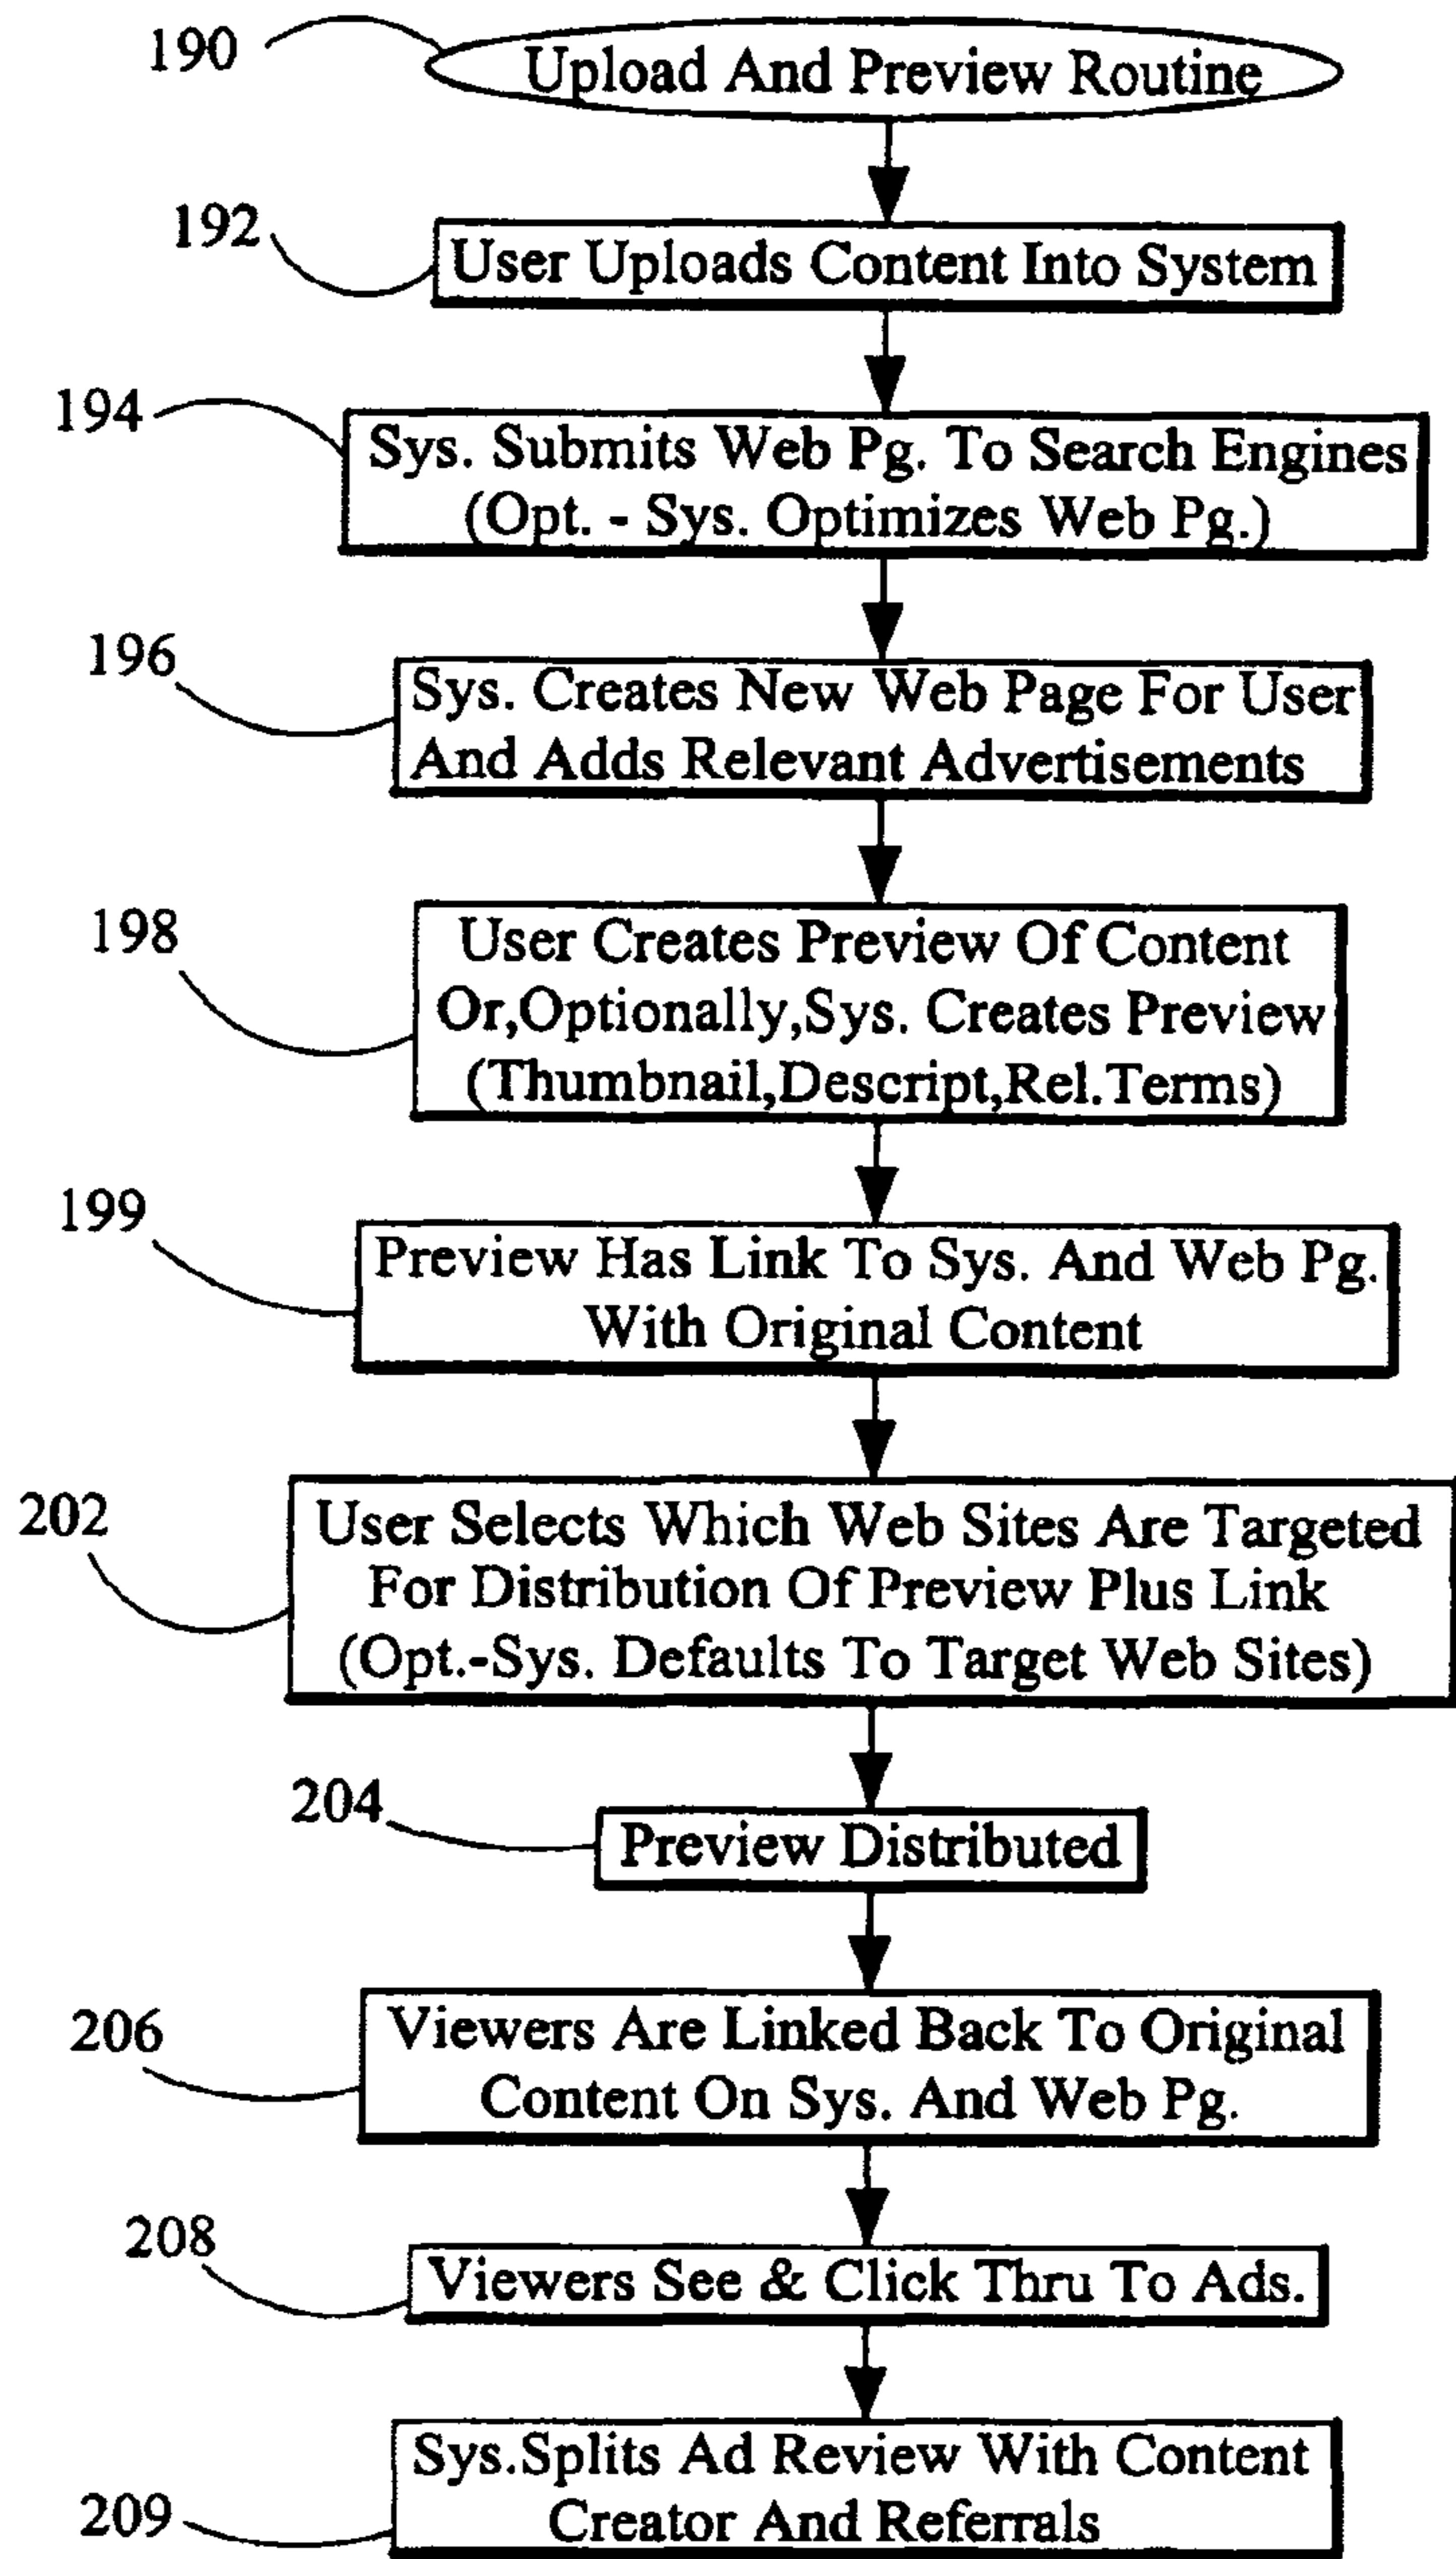 190
Upload And Preview Routine
192
User Uploads Content Into System
194
Sys. Submits Web Pg. To Search Engines
(Opt. - Sys. Optimizes Web Pg.)
196
Sys. Creates New Web Page For User
And Adds Relevant Advertisements
198
User Creates Preview Of Content
Or,Optionally,Sys. Creates Preview
(Thumbnail,Descript,Rel.Terms)
199
Preview Has Link To Sys. And Web Pg.
With Original Content
202
User Selects Which Web Sites Are Targeted
For Distribution Of Preview Plus Link
(Opt.-Sys. Defaults To Target Web Sites)
204
Preview Distributed
206
Viewers Are Linked Back To Original
Content On Sys. And Web Pg.
208
Viewers See & Click Thru To Ads.
209
Sys.Splits Ad Review With Content
Creator And Referrals